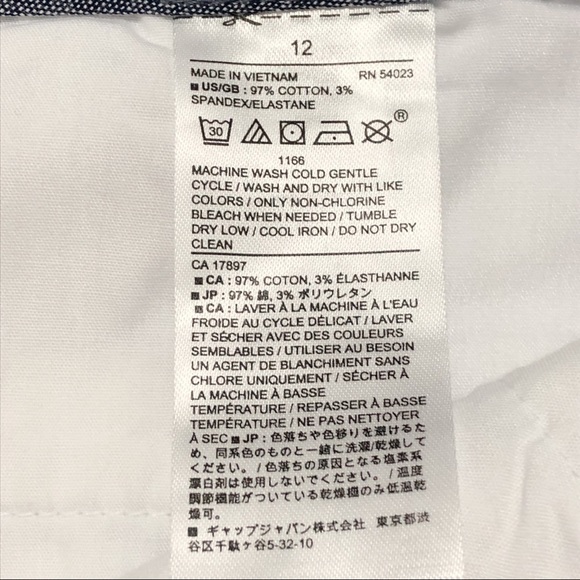 12
MADE IN VIETNAM RN 54023
US/GB : 97% COTTON, 3%
SPANDEX/ELASTANE
30
®
1166
MACHINE WASH COLD GENTLE
CYCLE / WASH AND DRY WITH LIKE
COLORS / ONLY NON-CHLORINE
BLEACH WHEN NEEDED / TUMBLE
DRY LOW / COOL IRON / DO NOT DRY
CLEAN
CA 17897
CA : 97% COTON, 3% ÉLASTHANNE
JP : 97% 綿, 3% ポリウレタン
CA : LAVER À LA MACHINE À L'EAU
FROIDE AU CYCLE DÉLICAT / LAVER
ET SÉCHER AVEC DES COULEURS
SEMBLABLES / UTILISER AU BESOIN
UN AGENT DE BLANCHIMENT SANS
CHLORE UNIQUEMENT / SÉCHER À
LA MACHINE À BASSE
TEMPÉRATURE / REPASSER À BASSE
TEMPÉRATURE / NE PAS NETTOYER
À SEC JP :色落ちや色移りを避けるた
め、同系色のものと一緒に洗濯/乾燥して
ください。/ 色落ちの原因となる塩素系
漂白剤は使用しないでください。/ 温度
調節機能がついている乾燥機のみ低温乾
燥可。
ギャップジャパン株式会社 東京都渋
谷区千駄ヶ谷5-32-10